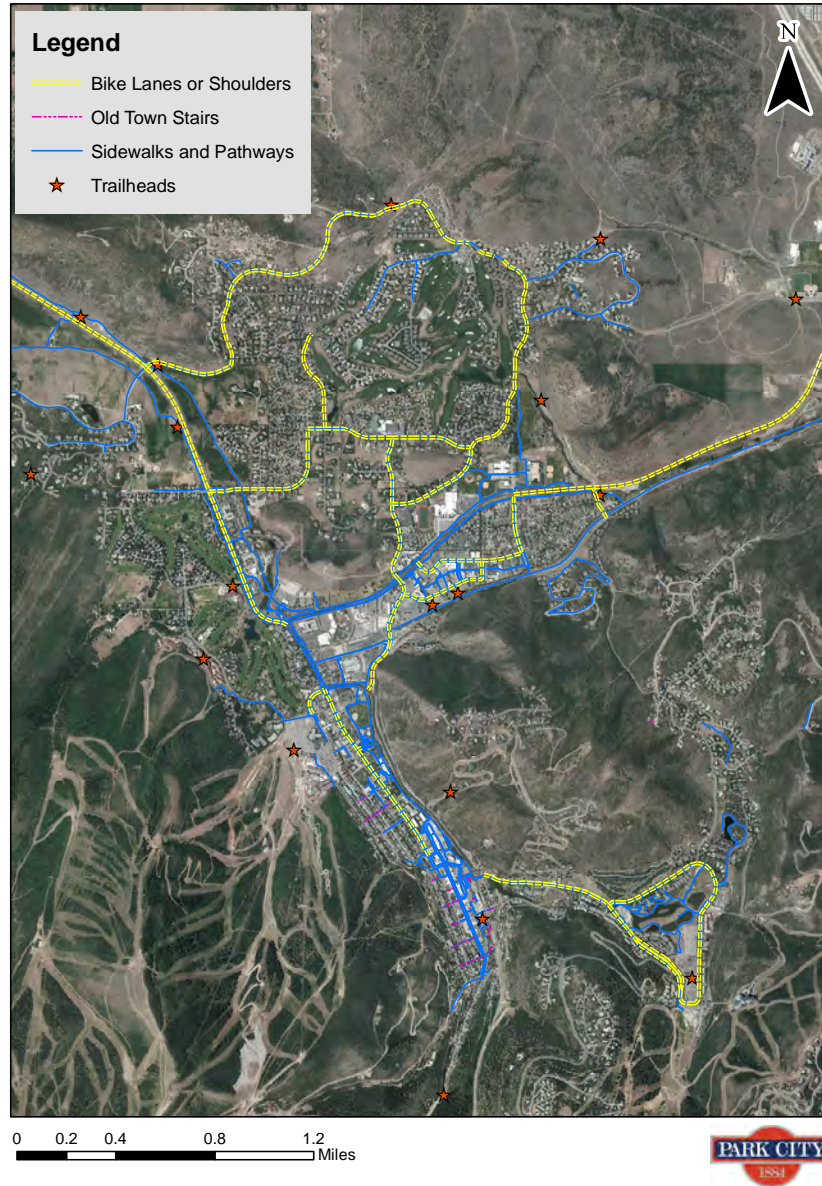 Legend
Bike Lanes or Shoulders
Old Town Stairs
Sidewalks and Pathways
Trailheads
N
0 0.2 0.4 0.8 1.2
Miles
PARK CITY
1884